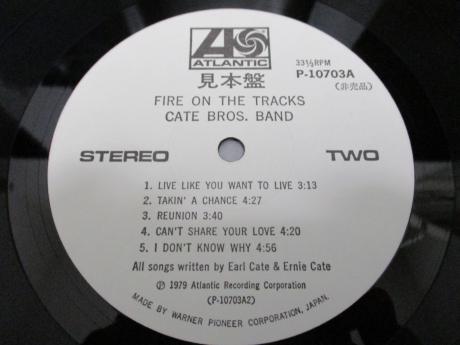 ATLANTIC
33⅓RPM
P-10703A
見本盤
(非売品)
FIRE ON THE TRACKS
CATE BROS. BAND
STEREO
TWO
1. LIVE LIKE YOU WANT TO LIVE 3:13
2. TAKIN' A CHANCE 4:27
3. REUNION 3:40
4. CAN'T SHARE YOUR LOVE 4:20
5. I DON'T KNOW WHY 4:56
All songs written by Earl Cate & Ernie Cate
Ⓟ 1979 Atlantic Recording Corporation
(P-10703A2)
MADE BY WARNER PIONEER CORPORATION, JAPAN.